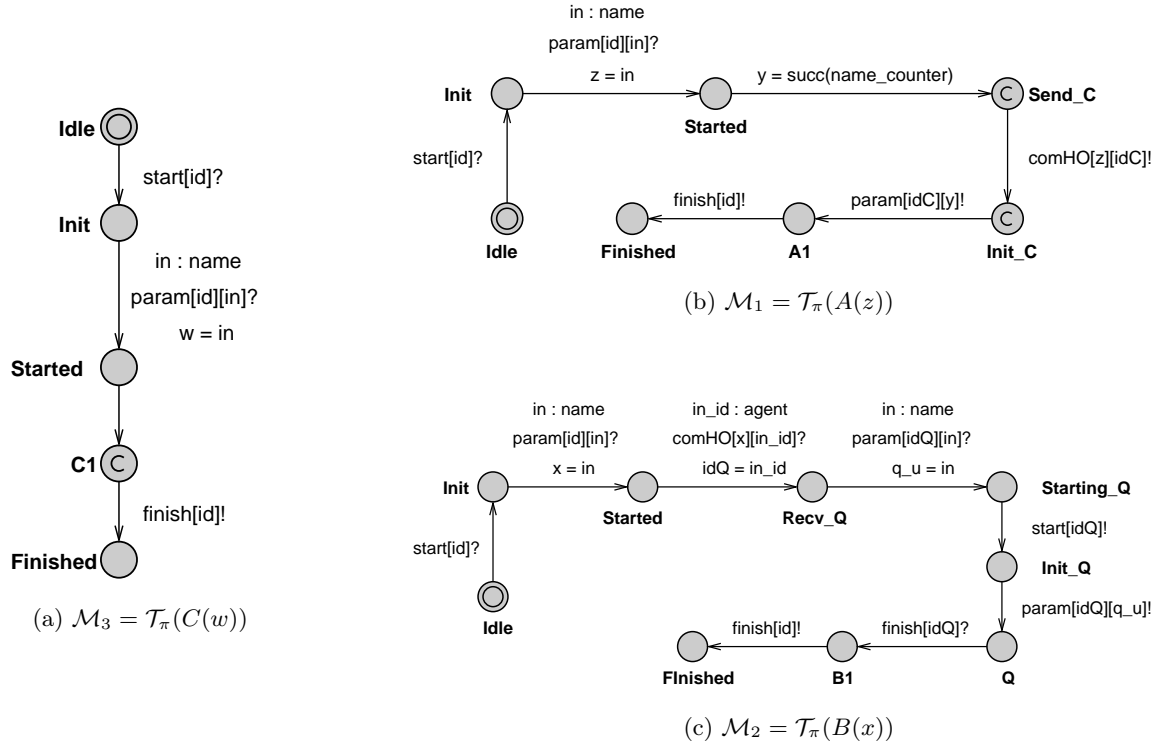 Idle
start[id]?
Init
in : name
param[id][in]?
w = in
Started
C1
C
finish[id]!
Finished
(a) M₃ = T_π(C(w))
in : name
param[id][in]?
z = in
y = succ(name_counter)
Init
Started
C
Send_C
start[id]?
comHO[z][idC]!
finish[id]!
param[idC][y]!
C
Idle
Finished
A1
Init_C
(b) M₁ = T_π(A(z))
in : name
in_id : agent
in : name
param[id][in]?
comHO[x][in_id]?
param[idQ][in]?
x = in
idQ = in_id
q_u = in
Init
Started
Recv_Q
Starting_Q
start[id]?
start[idQ]!
Init_Q
param[idQ][q_u]!
Idle
finish[id]!
finish[idQ]?
FInished
B1
Q
(c) M₂ = T_π(B(x))